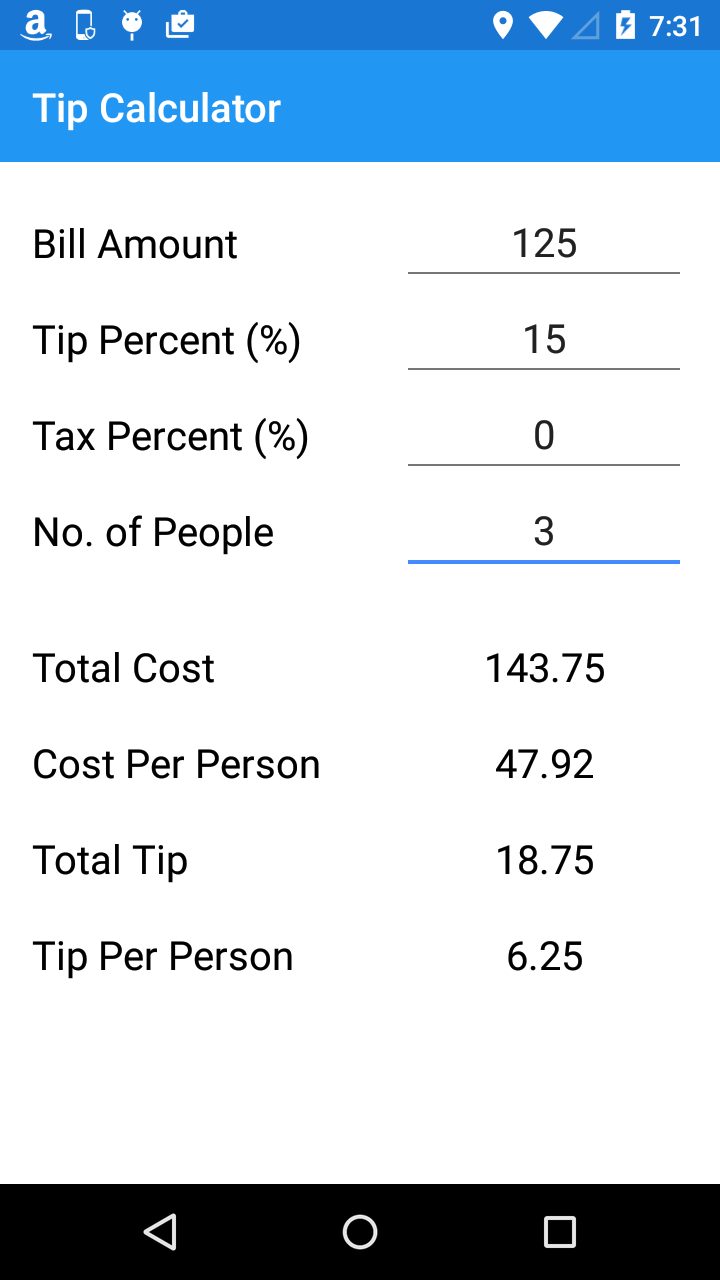 7:31
Tip Calculator
Bill Amount 125
Tip Percent (%) 15
Tax Percent (%) 0
No. of People 3
Total Cost 143.75
Cost Per Person 47.92
Total Tip 18.75
Tip Per Person 6.25